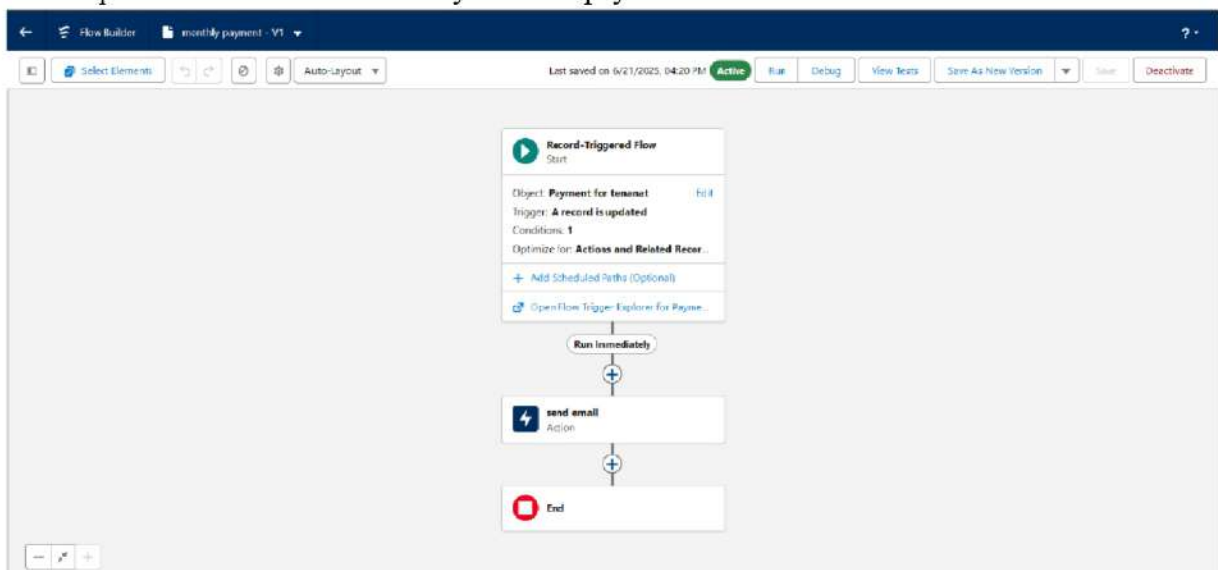 Flow Builder
monthly payment - V1
?
Select Elements
Auto-Layout
Last saved on 6/21/2025, 04:20 PM
Active
Run
Debug
View Tests
Save As New Version
Save
Deactivate
Record-Triggered Flow
Start
Object: Payment for tenanat
Edit
Trigger: A record is updated
Conditions: 1
Optimize for: Actions and Related Recor...
+ Add Scheduled Paths (Optional)
Open Flow Trigger Explorer for Payme...
Run Immediately
send email
Action
End